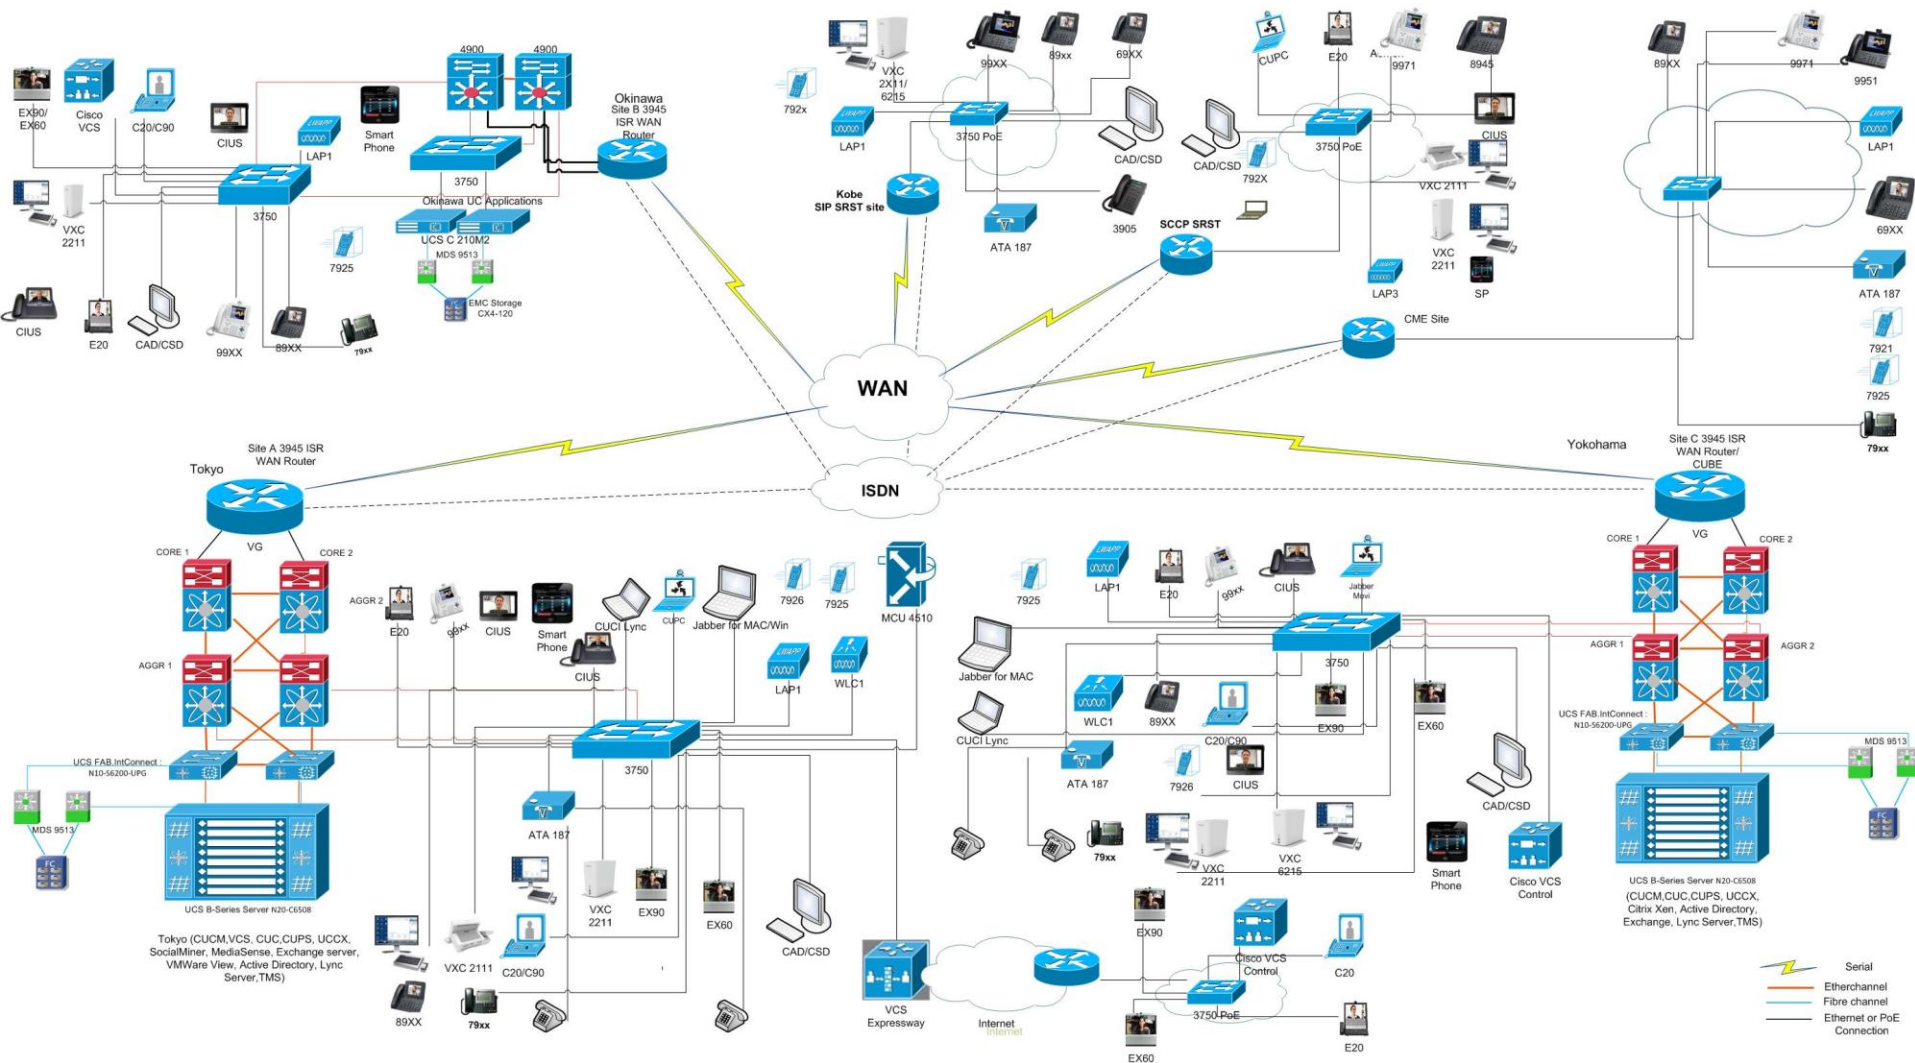 4900
4900
EX90/
EX60
Cisco
VCS
C20/C90
CIUS
Smart
Phone
LAP1
3750
VXC
2211
7925
CIUS
E20
CAD/CSD
99XX
89XX
79xx
3750
Okinawa UC Applications
UCS C 210M2
MDS 9513
EMC Storage
CX4-120
Okinawa
Site B 3945
ISR WAN
Router
VXC
2X11/
6215
792x
99XX
89xx
69XX
LAP1
3750 PoE
CAD/CSD
Kobe
SIP SRST site
ATA 187
3905
CUPC
E20
9971
8945
CIUS
3750 PoE
CAD/CSD
792X
VXC 2111
SCCP SRST
VXC
2211
LAP3
SP
CME Site
89XX
9971
9951
LAP1
69XX
ATA 187
7921
7925
79xx
WAN
ISDN
Tokyo
Site A 3945 ISR
WAN Router
VG
CORE 1
CORE 2
AGGR 1
AGGR 2
UCS FAB.IntConnect :
N10-S6200-UPG
MDS 9513
FC
UCS B-Series Server N20-C6508
Tokyo (CUCM,VCS, CUC,CUPS, UCCX,
SocialMiner, MediaSense, Exchange server,
VMWare View, Active Directory, Lync
Server,TMS)
E20
99xx
CIUS
Smart
Phone
CIUS
CUCI Lync
CUPC
Jabber for MAC/Win
7926
7925
MCU 4510
LWAPP
LAP1
WLC1
3750
ATA 187
VXC
2211
EX90
EX60
CAD/CSD
VXC 2111
C20/C90
89XX
79xx
VCS
Expressway
Internet
Internet
EX90
Cisco VCS
Control
C20
3750 PoE
EX60
E20
7925
LWAPP
LAP1
E20
99xx
CIUS
Jabber
Movi
Jabber for MAC
3750
WLC1
89XX
C20/C90
EX90
EX60
CUCI Lync
ATA 187
7926
CIUS
CAD/CSD
79xx
VXC
2211
VXC
6215
Smart
Phone
Cisco VCS
Control
Yokohama
Site C 3945 ISR
WAN Router/
CUBE
VG
CORE 1
CORE 2
AGGR 1
AGGR 2
UCS FAB.IntConnect :
N10-S6200-UPG
MDS 9513
FC
UCS B-Series Server N20-C6508
(CUCM,CUC,CUPS, UCCX,
Citrix Xen, Active Directory,
Exchange, Lync Server,TMS)
Serial
Etherchannel
Fibre channel
Ethernet or PoE
Connection